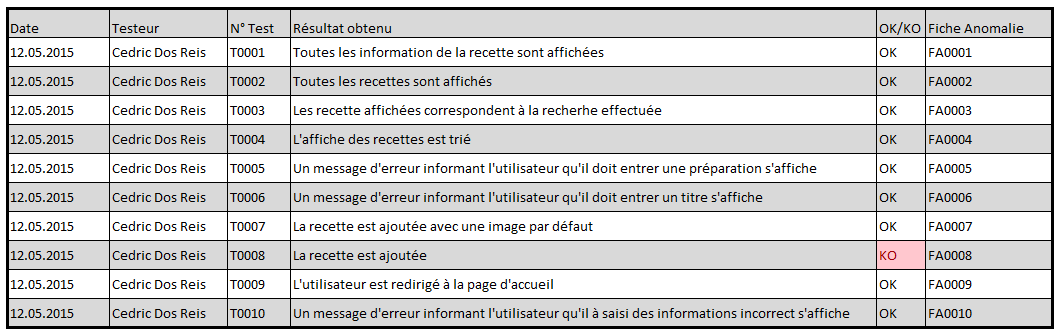 Date Testeur N° Test Résultat obtenu OK/KO Fiche Anomalie
12.05.2015 Cedric Dos Reis T0001 Toutes les information de la recette sont affichées OK FA0001
12.05.2015 Cedric Dos Reis T0002 Toutes les recettes sont affichés OK FA0002
12.05.2015 Cedric Dos Reis T0003 Les recette affichées correspondent à la recherhe effectuée OK FA0003
12.05.2015 Cedric Dos Reis T0004 L'affiche des recettes est trié OK FA0004
12.05.2015 Cedric Dos Reis T0005 Un message d'erreur informant l'utilisateur qu'il doit entrer une préparation s'affiche OK FA0005
12.05.2015 Cedric Dos Reis T0006 Un message d'erreur informant l'utilisateur qu'il doit entrer un titre s'affiche OK FA0006
12.05.2015 Cedric Dos Reis T0007 La recette est ajoutée avec une image par défaut OK FA0007
12.05.2015 Cedric Dos Reis T0008 La recette est ajoutée KO FA0008
12.05.2015 Cedric Dos Reis T0009 L'utilisateur est redirigé à la page d'accueil OK FA0009
12.05.2015 Cedric Dos Reis T0010 Un message d'erreur informant l'utilisateur qu'il à saisi des informations incorrect s'affiche OK FA0010